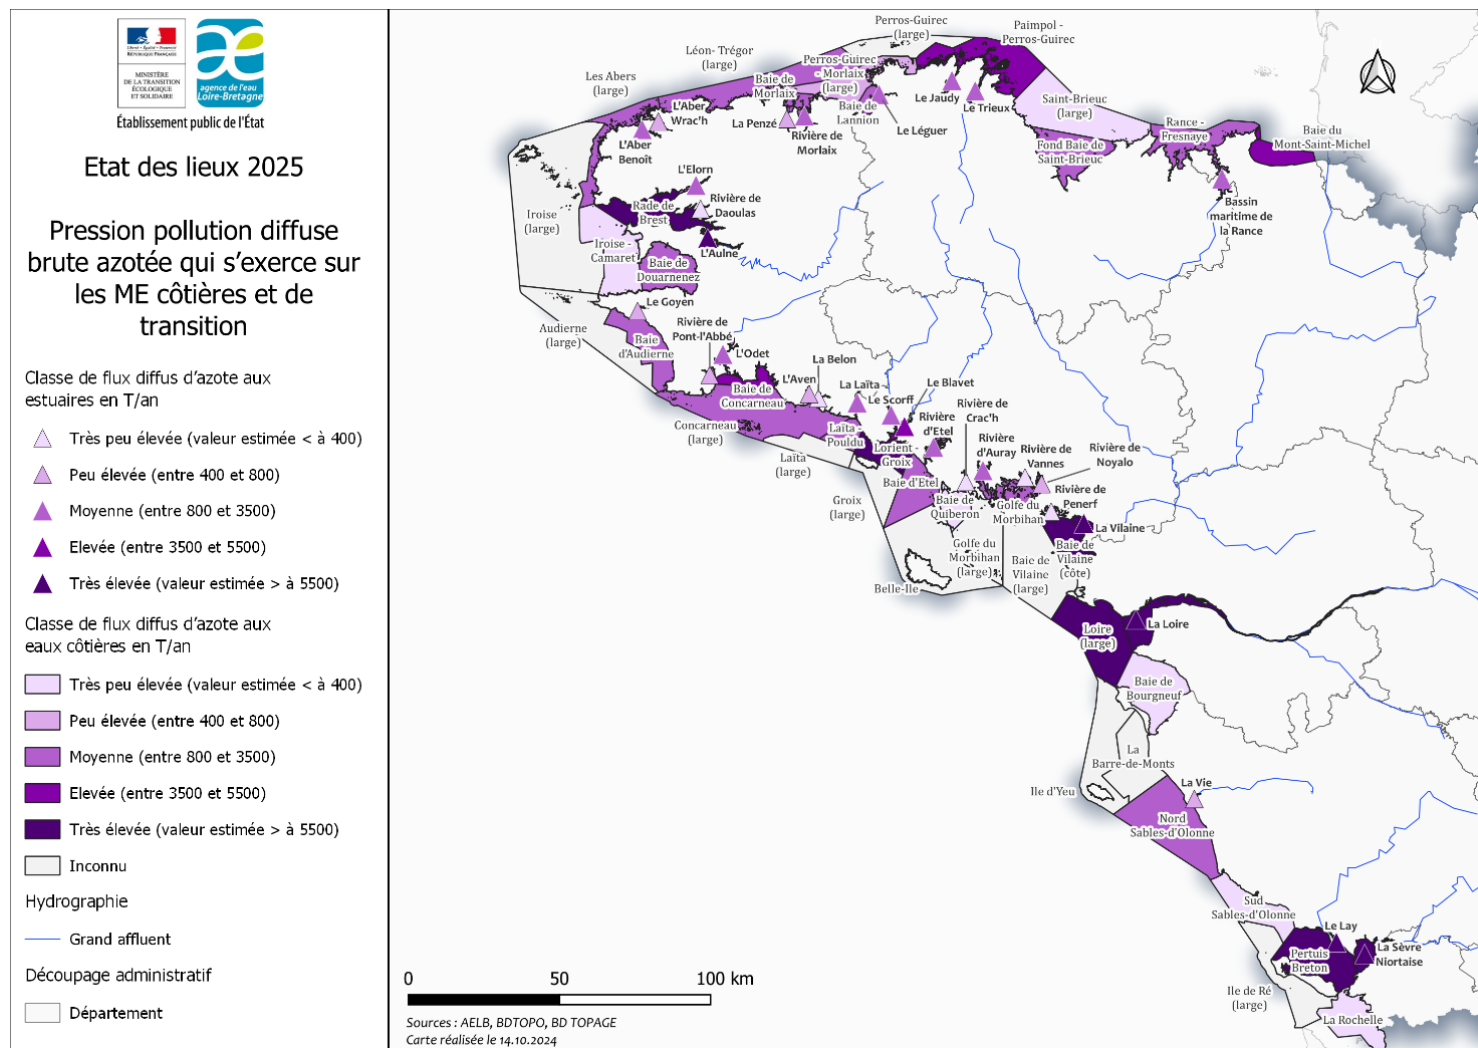 Liberté • Égalité • Fraternité
RÉPUBLIQUE FRANÇAISE
MINISTÈRE
DE LA TRANSITION
ÉCOLOGIQUE
ET SOLIDAIRE
agence de l'eau
Loire-Bretagne
Établissement public de l'État
Etat des lieux 2025
Pression pollution diffuse
brute azotée qui s'exerce sur
les ME côtières et de
transition
Classe de flux diffus d'azote aux
estuaires en T/an
Très peu élevée (valeur estimée < à 400)
Peu élevée (entre 400 et 800)
Moyenne (entre 800 et 3500)
Elevée (entre 3500 et 5500)
Très élevée (valeur estimée > à 5500)
Classe de flux diffus d'azote aux
eaux côtières en T/an
Très peu élevée (valeur estimée < à 400)
Peu élevée (entre 400 et 800)
Moyenne (entre 800 et 3500)
Elevée (entre 3500 et 5500)
Très élevée (valeur estimée > à 5500)
Inconnu
Hydrographie
Grand affluent
Découpage administratif
Département
Perros-Guirec
(large)
Paimpol -
Perros-Guirec
Léon- Trégor
(large)
Perros-Guirec
- Morlaix
(large)
Les Abers
(large)
Baie de
Morlaix
Baie de
Lannion
Le Jaudy
Le Trieux
Saint-Brieuc
(large)
L'Aber
Wrac'h
La Penzé
Rivière de
Morlaix
Le Léguer
L'Aber
Benoît
Fond Baie de
Saint-Brieuc
Rance -
Fresnaye
Baie du
Mont-Saint-Michel
L'Elorn
Rade de
Brest
Rivière de
Daoulas
Bassin
maritime de
la Rance
Iroise
(large)
L'Aulne
Iroise -
Camaret
Baie de
Douarnenez
Le Goyen
Audierne
(large)
Baie
d'Audierne
Rivière de
Pont-l'Abbé
L'Odet
La Belon
L'Aven
Baie de
Concarneau
Concarneau
(large)
La Laïta
Le Scorff
Le Blavet
Laïta -
Pouldu
Laïta
(large)
Lorient -
Groix
Rivière
d'Etel
Rivière de
Crac'h
Rivière
d'Auray
Rivière de
Vannes
Rivière de
Noyalo
Baie d'Etel
Groix
(large)
Baie de
Quiberon
Golfe du
Morbihan
Rivière de
Penerf
La Vilaine
Golfe du
Morbihan
(large)
Baie de
Vilaine
(large)
Baie de
Vilaine
(côte)
Belle-Ile
Loire
(large)
La Loire
Baie de
Bourgneuf
La
Barre-de-Monts
Ile d'Yeu
La Vie
Nord
Sables-d'Olonne
Sud
Sables-d'Olonne
Le Lay
La Sèvre
Niortaise
Pertuis
Breton
Ile de Ré
(large)
La Rochelle
0 50 100 km
Sources : AELB, BDTOPO, BD TOPAGE
Carte réalisée le 14.10.2024